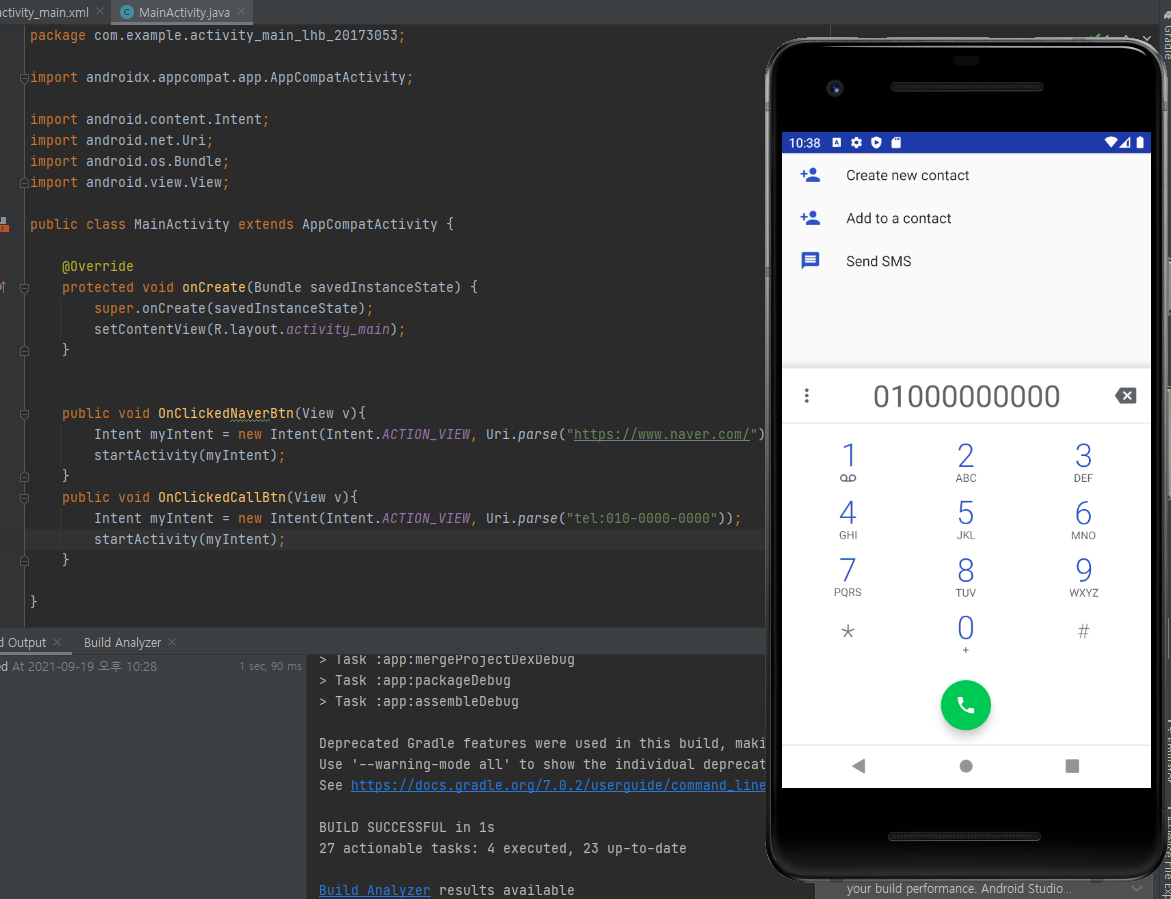 activity_main.xml
MainActivity.java
package com.example.activity_main_lhb_20173053;
import androidx.appcompat.app.AppCompatActivity;
import android.content.Intent;
import android.net.Uri;
import android.os.Bundle;
import android.view.View;
public class MainActivity extends AppCompatActivity {
@Override
protected void onCreate(Bundle savedInstanceState) {
super.onCreate(savedInstanceState);
setContentView(R.layout.activity_main);
}
public void OnClickedNaverBtn(View v){
Intent myIntent = new Intent(Intent.ACTION_VIEW, Uri.parse("https://www.naver.com/")
startActivity(myIntent);
}
public void OnClickedCallBtn(View v){
Intent myIntent = new Intent(Intent.ACTION_VIEW, Uri.parse("tel:010-0000-0000"));
startActivity(myIntent);
}
}
Output
Build Analyzer
At 2021-09-19 오후 10:28
1 sec, 90 ms
> Task :app:mergeProjectDexDebug
> Task :app:packageDebug
> Task :app:assembleDebug
Deprecated Gradle features were used in this build, maki
Use '--warning-mode all' to show the individual deprecat
See https://docs.gradle.org/7.0.2/userguide/command_line
BUILD SUCCESSFUL in 1s
27 actionable tasks: 4 executed, 23 up-to-date
Build Analyzer results available
10:38
Create new contact
Add to a contact
Send SMS
01000000000
1
2 ABC
3 DEF
4 GHI
5 JKL
6 MNO
7 PQRS
8 TUV
9 WXYZ
*
0 +
#
your build performance. Android Studio...
Gradle